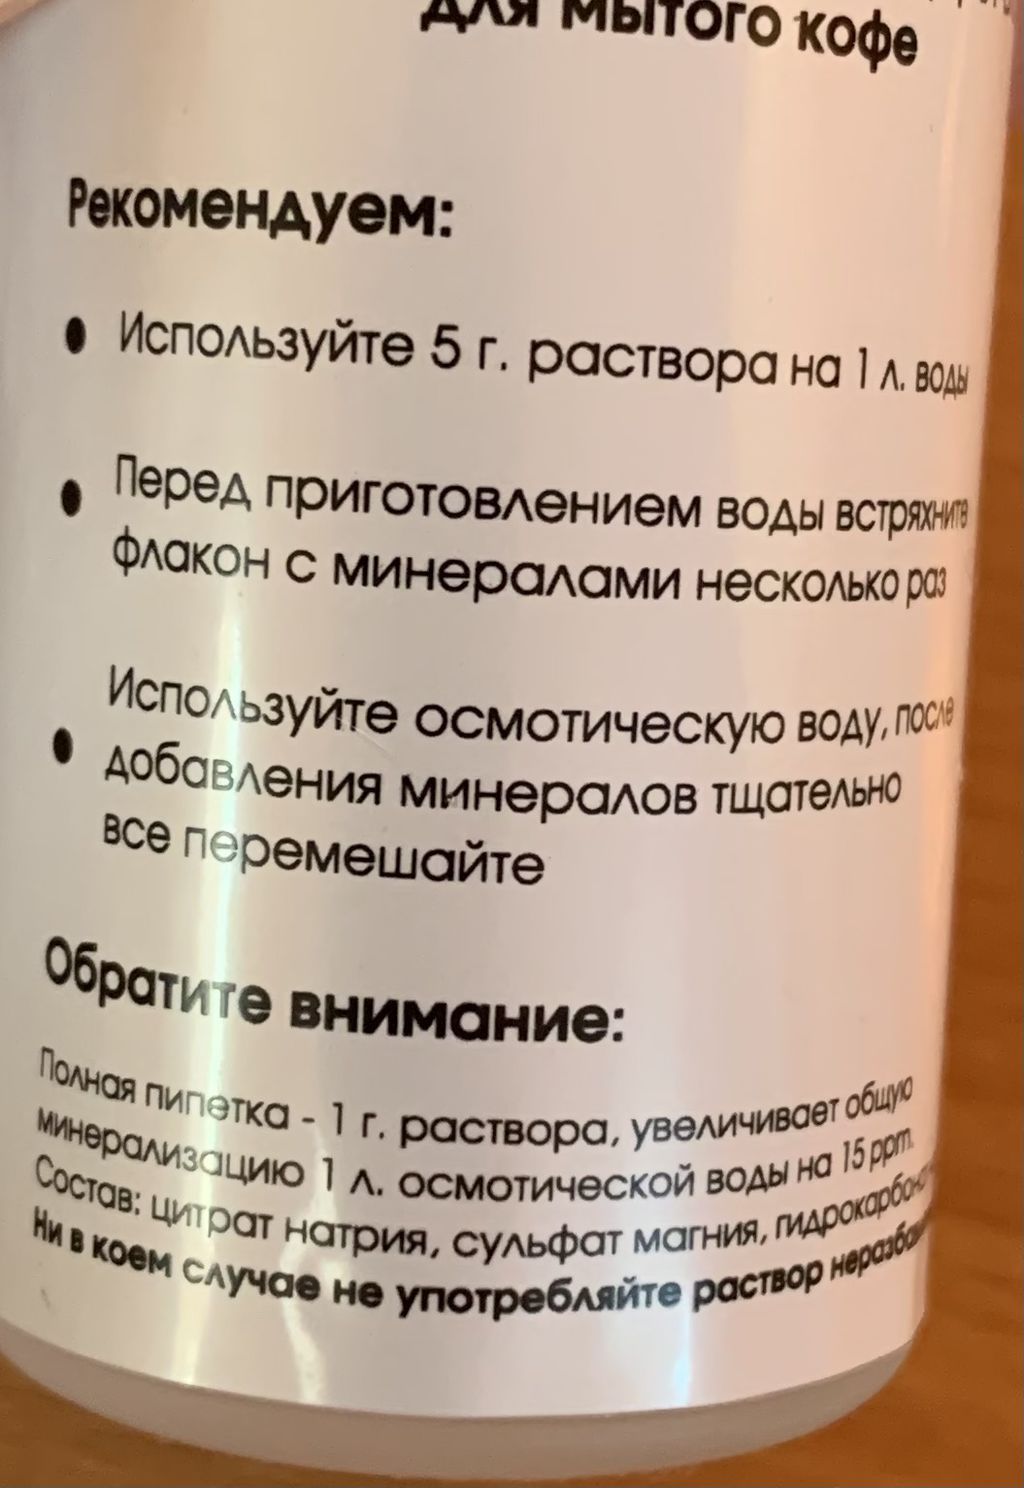 для мытого кофе
Рекомендуем:
• Используйте 5 г. раствора на 1 л. воды
• Перед приготовлением воды встряхните
флакон с минералами несколько раз
Используйте осмотическую воду, после
• добавления минералов тщательно
все перемешайте
Обратите внимание:
Полная пипетка - 1 г. раствора, увеличивает общую
минерализацию 1 л. осмотической воды на 15 ppm.
Состав: цитрат натрия, сульфат магния,
Ни в коем случае не употребляйте раствор